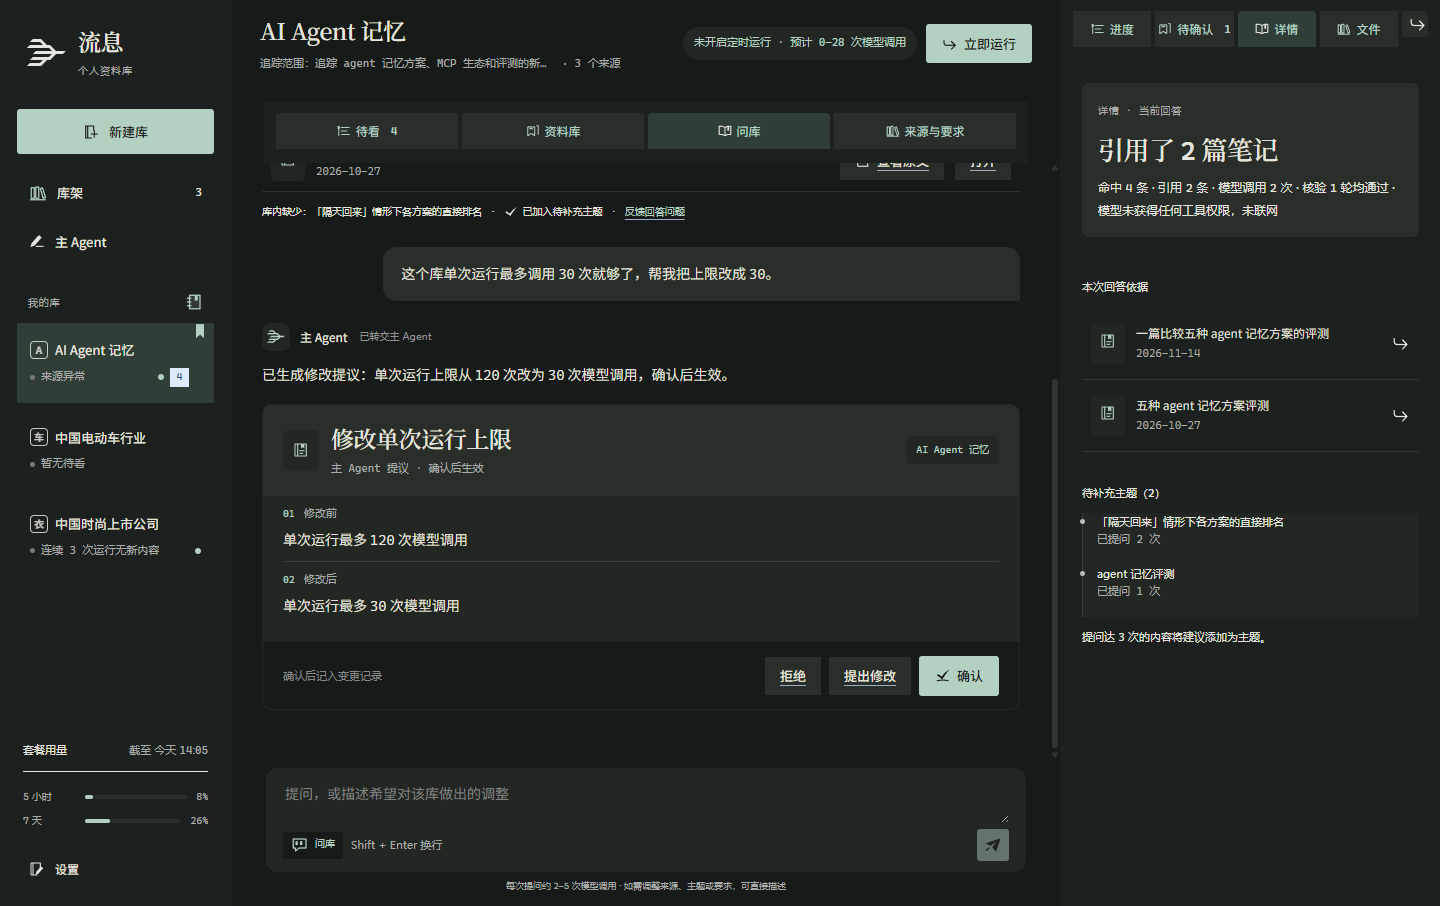 流息
个人资料库
新建库
库架 3
主 Agent
我的库
A AI Agent 记忆
来源异常 4
车 中国电动车行业
暂无待看
衣 中国时尚上市公司
连续 3 次运行无新内容
套餐用量 截至 今天 14:05
5 小时 8%
7 天 26%
设置
AI Agent 记忆
追踪范围：追踪 agent 记忆方案、MCP 生态和评测的新… · 3 个来源
未开启定时运行 · 预计 0–28 次模型调用
立即运行
待看 4
资料库
问库
来源与要求
2026-10-27
查看原文
打开
库内缺少：「隔天回来」情形下各方案的直接排名 · 已加入待补充主题 · 反馈回答问题
这个库单次运行最多调用 30 次就够了，帮我把上限改成 30。
主 Agent 已转交主 Agent
已生成修改提议：单次运行上限从 120 次改为 30 次模型调用，确认后生效。
修改单次运行上限
主 Agent 提议 · 确认后生效
AI Agent 记忆
01 修改前
单次运行最多 120 次模型调用
02 修改后
单次运行最多 30 次模型调用
确认后记入变更记录
拒绝
提出修改
确认
提问，或描述希望对该库做出的调整
问库 Shift + Enter 换行
每次提问约 2–5 次模型调用 · 如需调整来源、主题或要求，可直接描述
进度
待确认 1
详情
文件
详情 · 当前回答
引用了 2 篇笔记
命中 4 条 · 引用 2 条 · 模型调用 2 次 · 核验 1 轮均通过 ·
模型未获得任何工具权限，未联网
本次回答依据
一篇比较五种 agent 记忆方案的评测
2026-11-14
五种 agent 记忆方案评测
2026-10-27
待补充主题（2）
「隔天回来」情形下各方案的直接排名
已提问 2 次
agent 记忆评测
已提问 1 次
提问达 3 次的内容将建议添加为主题。